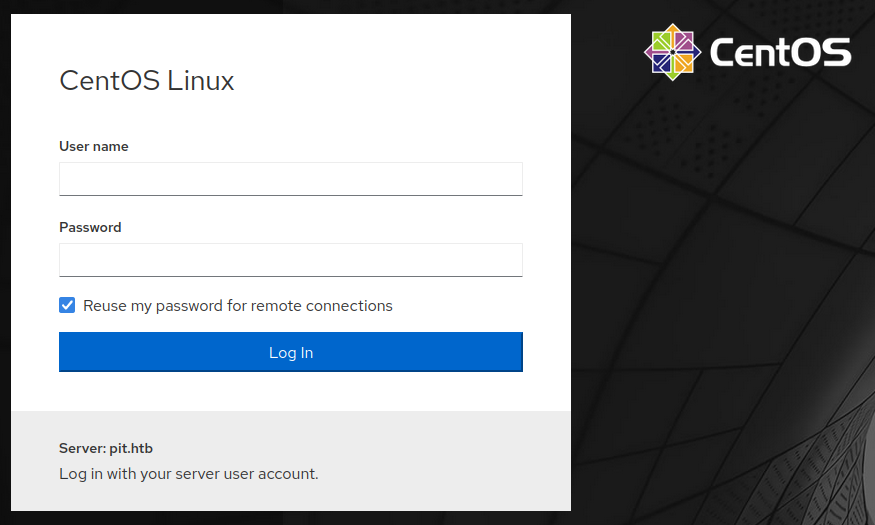 CentOS Linux
CentOS
User name
Password
Reuse my password for remote connections
Log In
Server: pit.htb
Log in with your server user account.